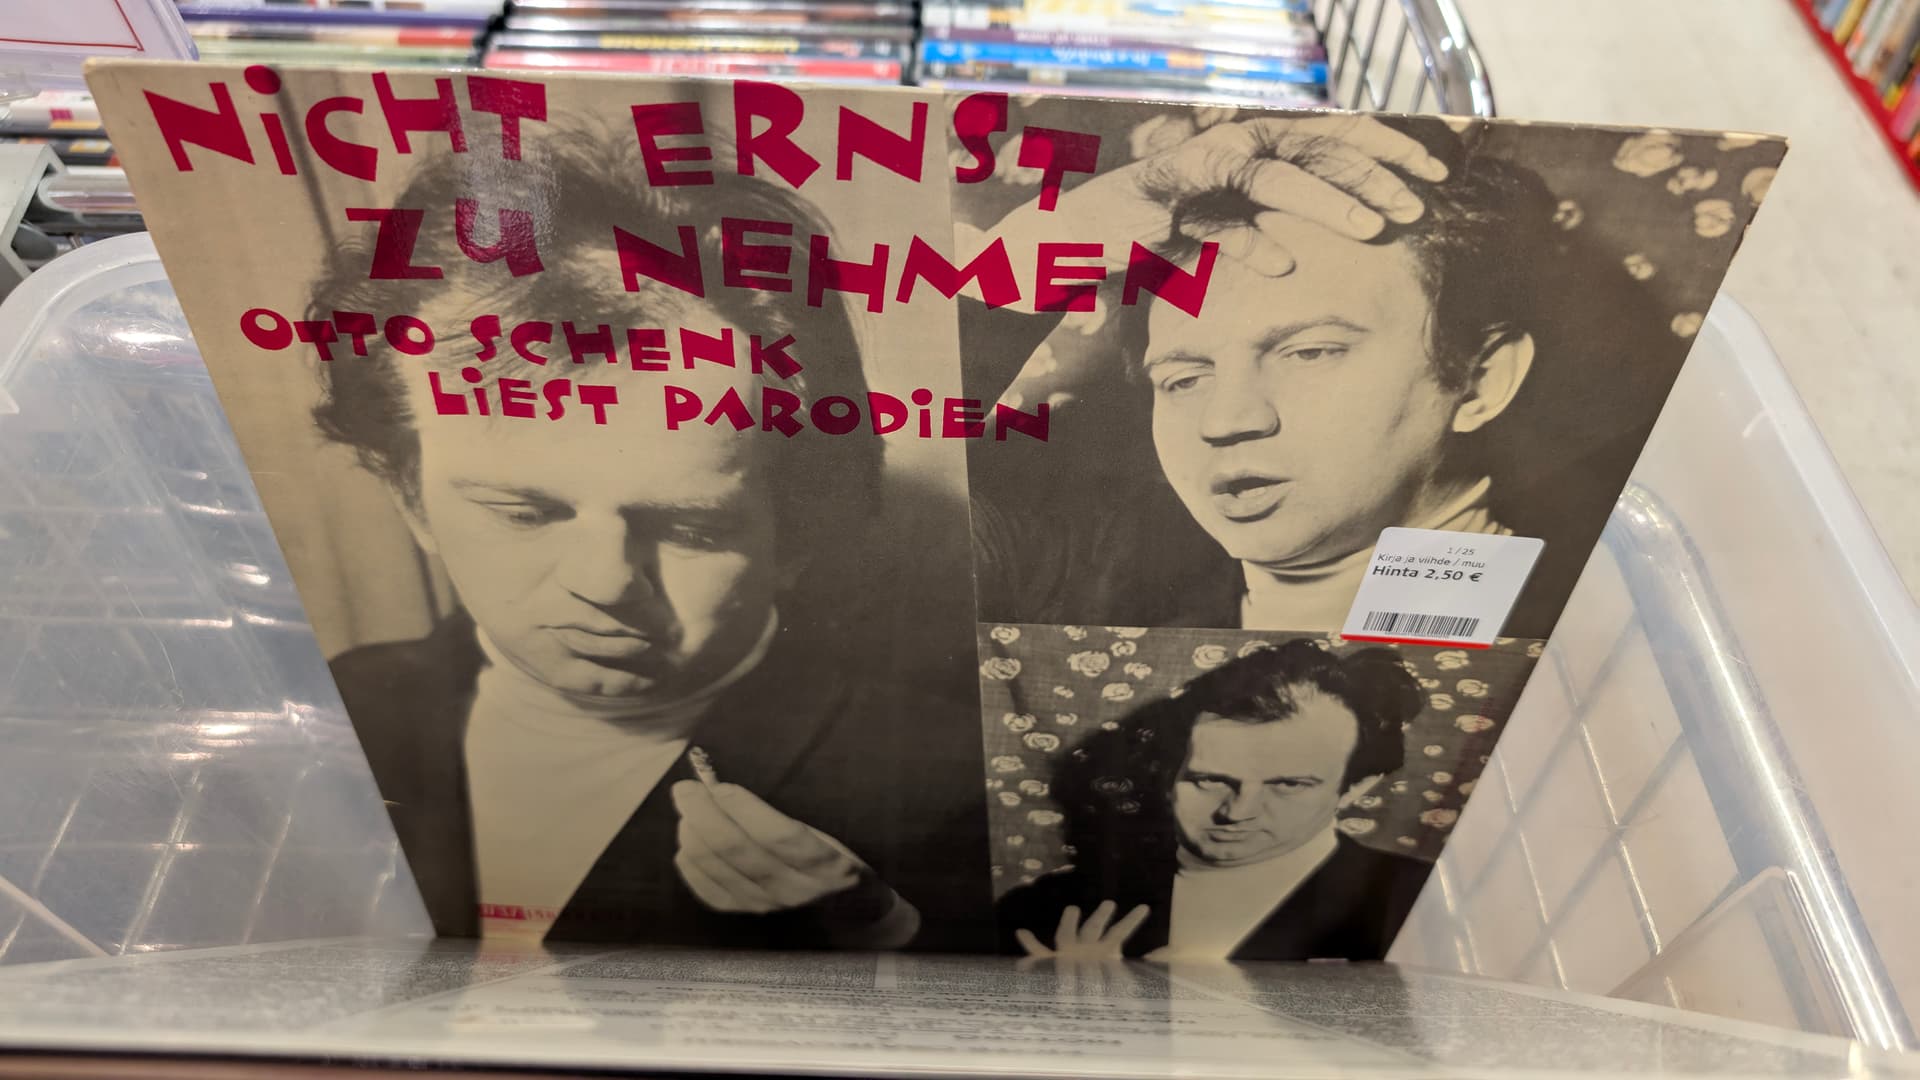 NiCHT ERNST
ZU NEHMEN
OTTO SCHENK
LiEST PARODiEN
1 / 25
Kirja ja viihde / muu
Hinta 2,50 €